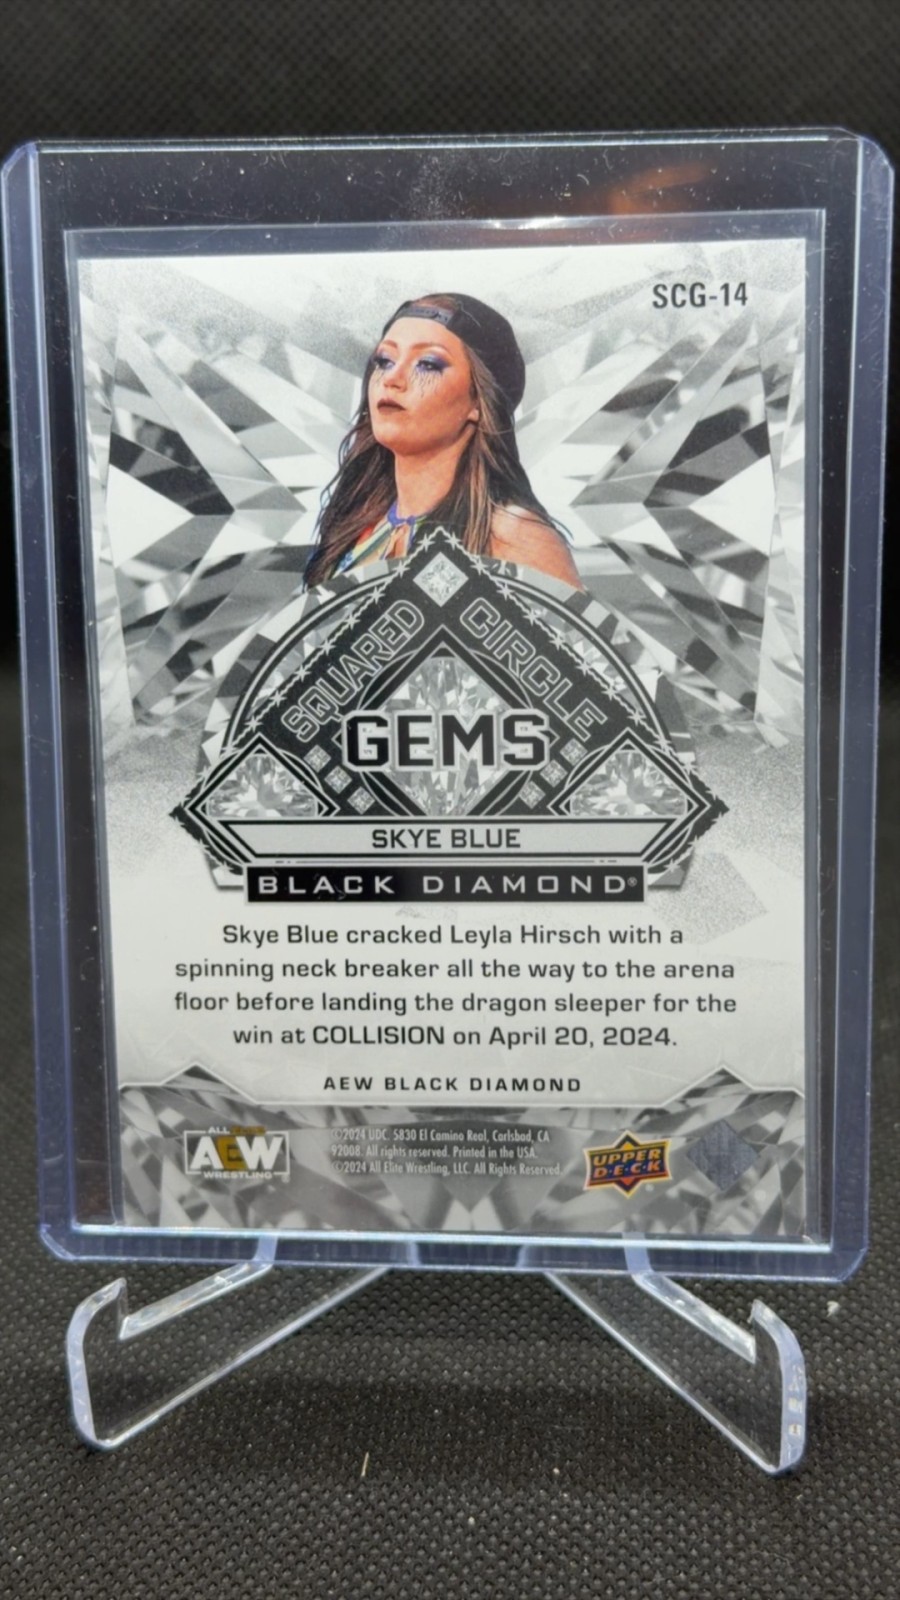 SCG-14
SQUARED CIRCLE
GEMS
SKYE BLUE
BLACK DIAMOND®
Skye Blue cracked Leyla Hirsch with a
spinning neck breaker all the way to the arena
floor before landing the dragon sleeper for the
win at COLLISION on April 20, 2024.
AEW BLACK DIAMOND
ALL ELITE
AEW
WRESTLING
©2024 UDC. 5830 El Camino Real, Carlsbad, CA
92008. All rights reserved. Printed in the USA.
©2024 All Elite Wrestling, LLC. All Rights Reserved.
UPPER
DECK